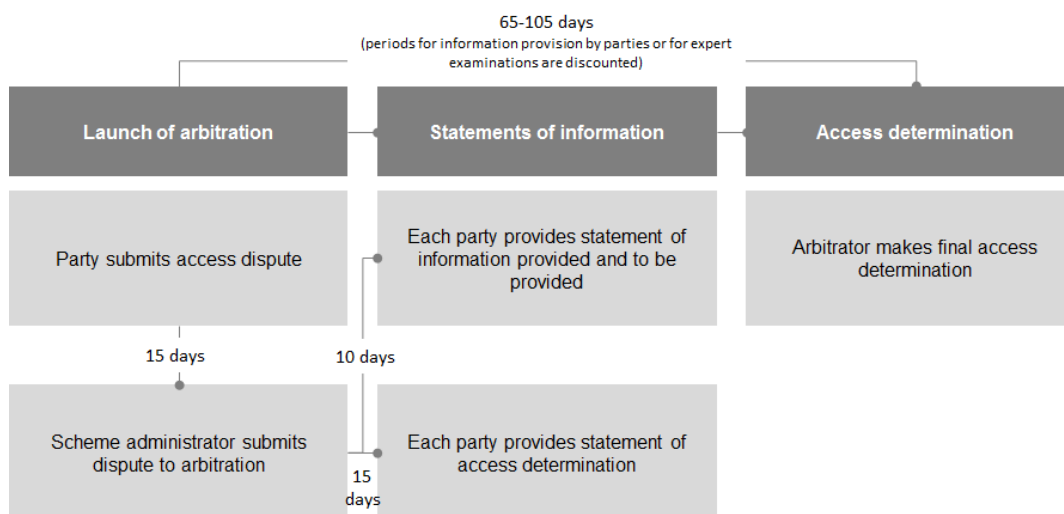 65-105 days
(periods for information provision by parties or for expert
examinations are discounted)
Launch of arbitration
Statements of information
Access determination
Party submits access dispute
Each party provides statement of
information provided and to be
provided
Arbitrator makes final access
determination
15 days
10 days
Scheme administrator submits
dispute to arbitration
Each party provides statement of
access determination
15
days